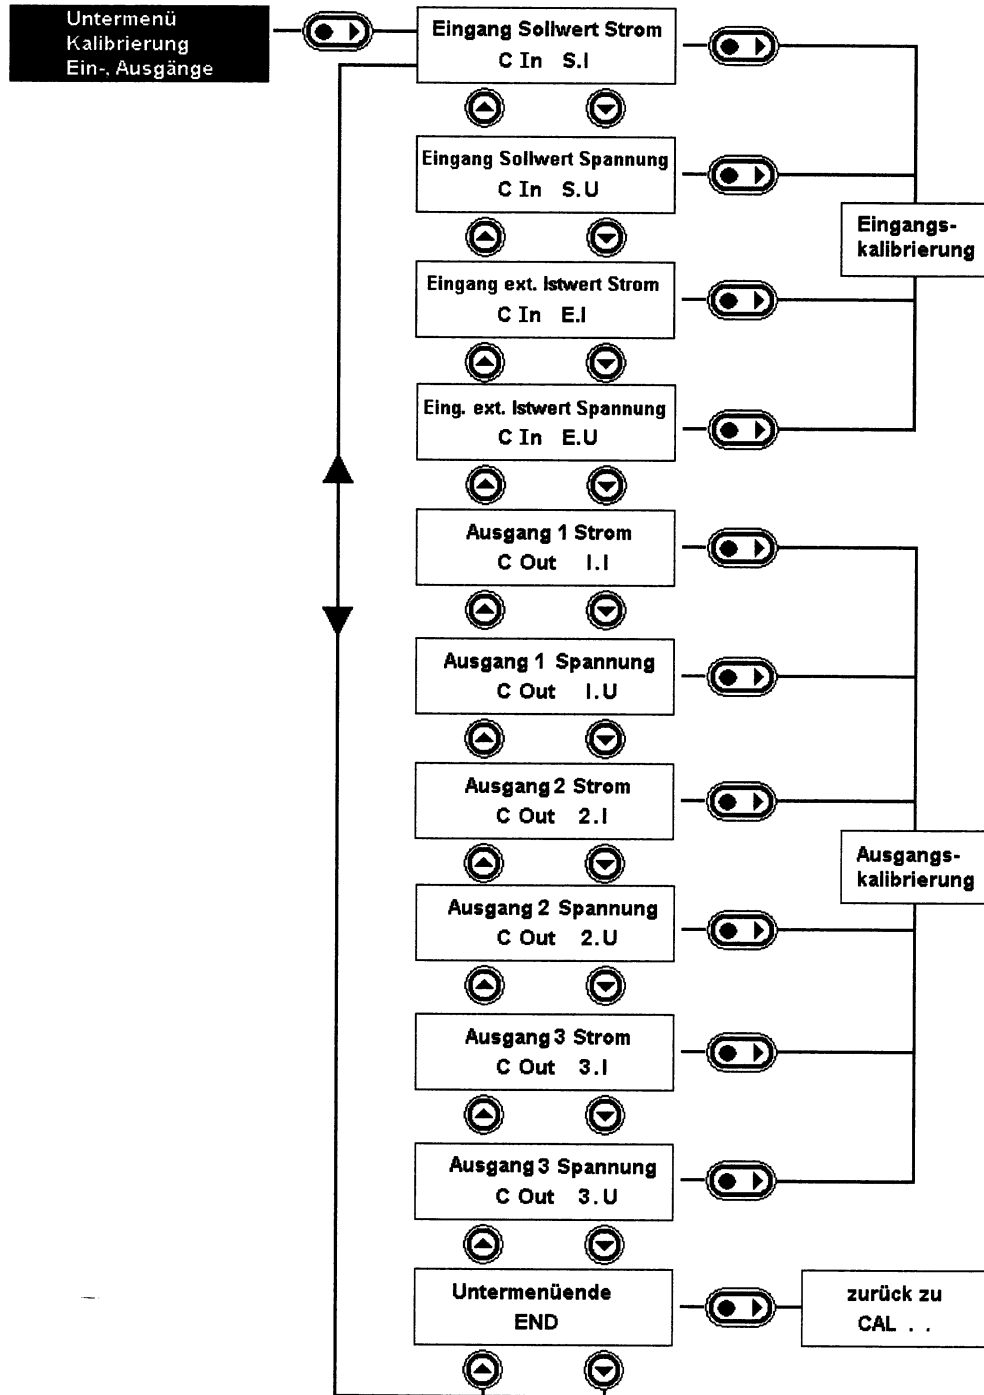 Untermenü
Kalibrierung
Ein-, Ausgänge
Eingang Sollwert Strom
C In S.I
Eingang Sollwert Spannung
C In S.U
Eingang ext. Istwert Strom
C In E.I
Eing. ext. Istwert Spannung
C In E.U
Eingangs-
kalibrierung
Ausgang 1 Strom
C Out I.I
Ausgang 1 Spannung
C Out I.U
Ausgang 2 Strom
C Out 2.I
Ausgang 2 Spannung
C Out 2.U
Ausgang 3 Strom
C Out 3.I
Ausgang 3 Spannung
C Out 3.U
Ausgangs-
kalibrierung
Untermenüende
END
zurück zu
CAL . .